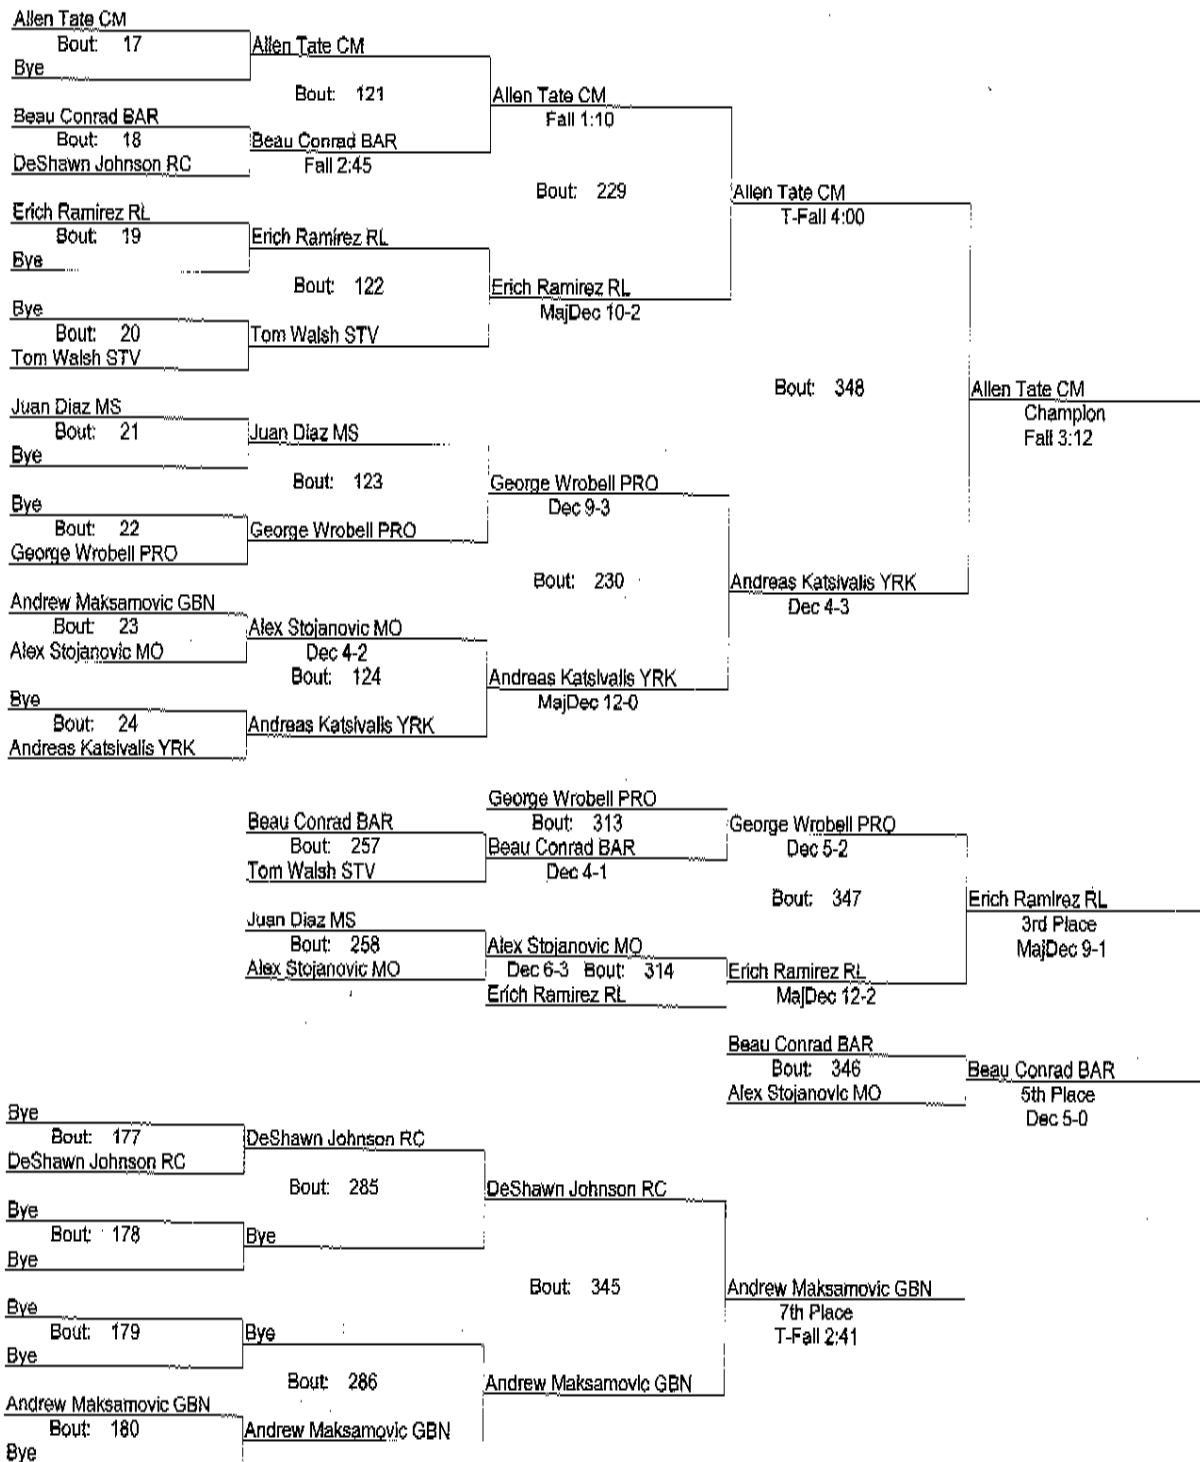 Allen Tate CM
Bout: 17
Bye
Allen Tate CM
Bout: 121
Beau Conrad BAR
Bout: 18
DeShawn Johnson RC
Beau Conrad BAR
Fall 2:45
Allen Tate CM
Fall 1:10
Bout: 229
Erich Ramirez RL
Bout: 19
Bye
Erich Ramirez RL
Bout: 122
Bye
Bout: 20
Tom Walsh STV
Tom Walsh STV
Erich Ramirez RL
MajDec 10-2
Allen Tate CM
T-Fall 4:00
Bout: 348
Juan Diaz MS
Bout: 21
Bye
Juan Diaz MS
Bout: 123
Bye
Bout: 22
George Wrobell PRO
George Wrobell PRO
George Wrobell PRO
Dec 9-3
Bout: 230
Andrew Maksamovic GBN
Bout: 23
Alex Stojanovic MO
Alex Stojanovic MO
Dec 4-2
Bout: 124
Bye
Bout: 24
Andreas Katsivalis YRK
Andreas Katsivalis YRK
Andreas Katsivalis YRK
MajDec 12-0
Andreas Katsivalis YRK
Dec 4-3
Allen Tate CM
Champion
Fall 3:12
George Wrobell PRO
Bout: 313
Beau Conrad BAR
Bout: 257
Tom Walsh STV
Beau Conrad BAR
Dec 4-1
George Wrobell PRO
Dec 5-2
Bout: 347
Juan Diaz MS
Bout: 258
Alex Stojanovic MO
Alex Stojanovic MO
Dec 6-3 Bout: 314
Erich Ramirez RL
Erich Ramirez RL
MajDec 12-2
Erich Ramirez RL
3rd Place
MajDec 9-1
Beau Conrad BAR
Bout: 346
Alex Stojanovic MO
Beau Conrad BAR
5th Place
Dec 5-0
Bye
Bout: 177
DeShawn Johnson RC
DeShawn Johnson RC
Bout: 285
Bye
Bout: 178
Bye
Bye
DeShawn Johnson RC
Bout: 345
Bye
Bout: 179
Bye
Bye
Bout: 286
Andrew Maksamovic GBN
Bout: 180
Bye
Andrew Maksamovic GBN
Andrew Maksamovic GBN
Andrew Maksamovic GBN
7th Place
T-Fall 2:41